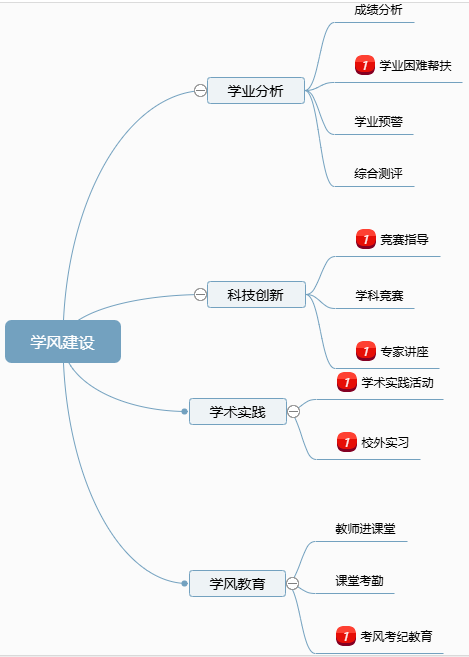 学风建设
学业分析
成绩分析
1 学业困难帮扶
学业预警
综合测评
科技创新
1 竞赛指导
学科竞赛
1 专家讲座
学术实践
1 学术实践活动
1 校外实习
学风教育
教师进课堂
课堂考勤
1 考风考纪教育